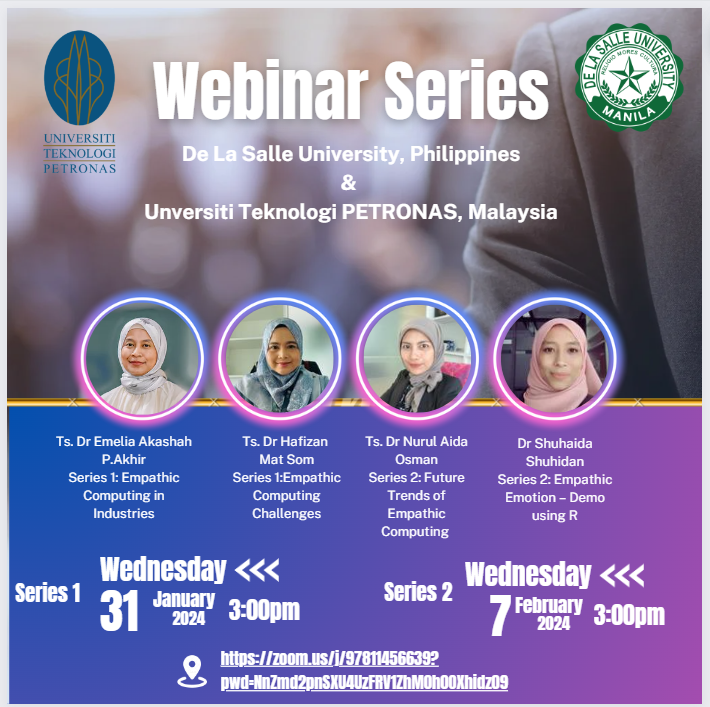 UNIVERSITI
TEKNOLOGI
PETRONAS
Webinar Series
DE LA SALLE UNIVERSITY
RELIGIO MORES CULTURA
MANILA
De La Salle University, Philippines
&
Unversiti Teknologi PETRONAS, Malaysia
Ts. Dr Emelia Akashah
P.Akhir
Series 1: Empathic
Computing in
Industries
Ts. Dr Hafizan
Mat Som
Series 1:Empathic
Computing
Challenges
Ts. Dr Nurul Aida
Osman
Series 2: Future
Trends of
Empathic
Computing
Dr Shuhaida
Shuhidan
Series 2: Empathic
Emotion – Demo
using R
Series 1
Wednesday <<<
31 January
2024
3:00pm
Series 2
Wednesday <<<
7 February
2024
3:00pm
https://zoom.us/j/97811456639?
pwd=NnZmd2pnSXU4UzFRV1ZhM0h0OXhidz09